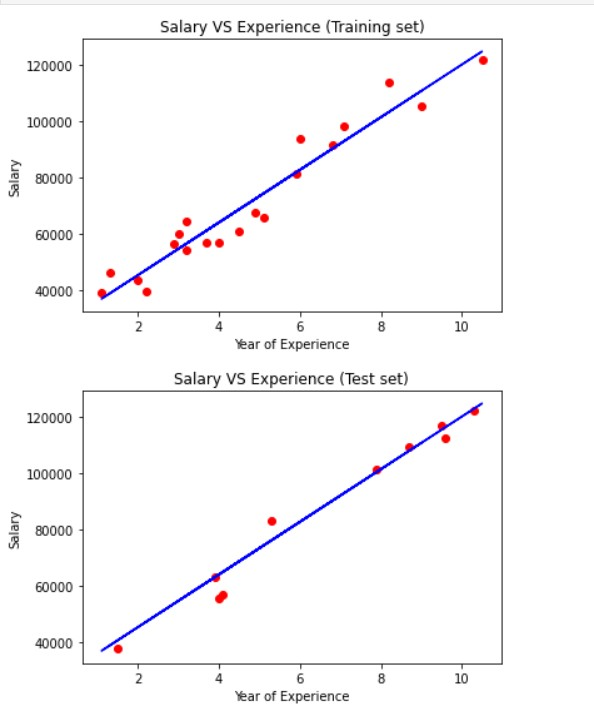 Salary VS Experience (Training set)
120000
100000
80000
60000
40000
Salary
2 4 6 8 10
Year of Experience
Salary VS Experience (Test set)
120000
100000
80000
60000
40000
Salary
2 4 6 8 10
Year of Experience